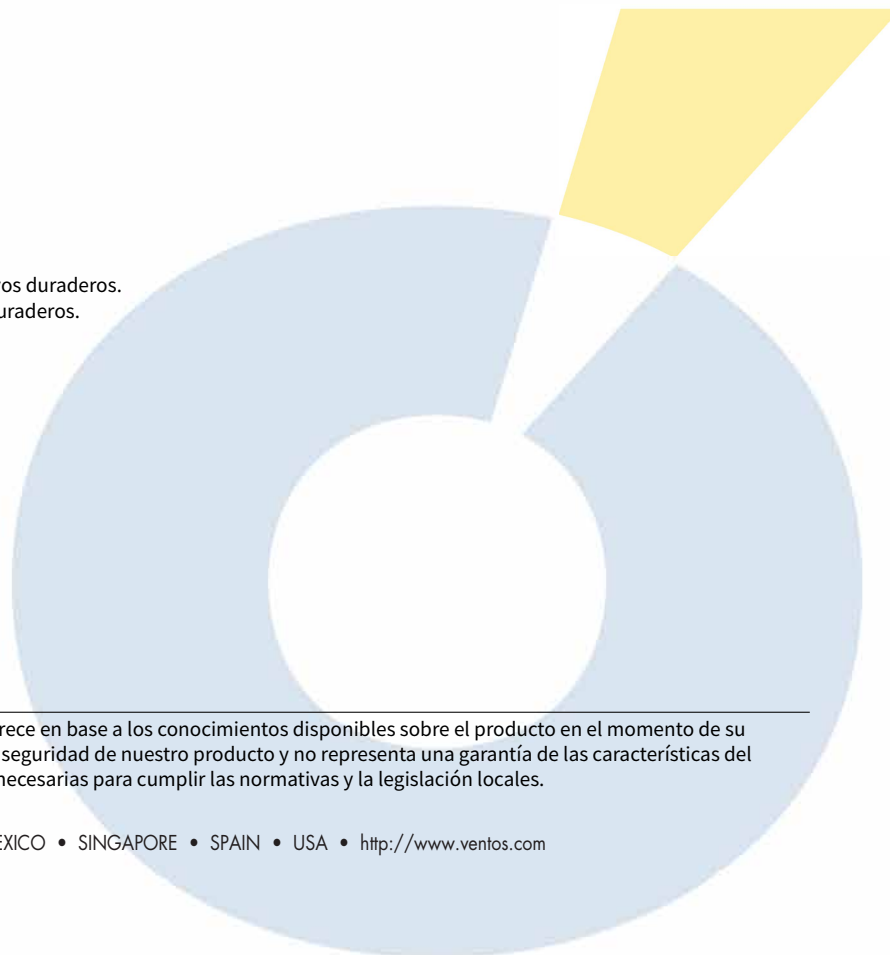 os duraderos.
uraderos.
rece en base a los conocimientos disponibles sobre el producto en el momento de su
seguridad de nuestro producto y no representa una garantía de las características del
necesarias para cumplir las normativas y la legislación locales.
EXICO • SINGAPORE • SPAIN • USA • http://www.ventos.com